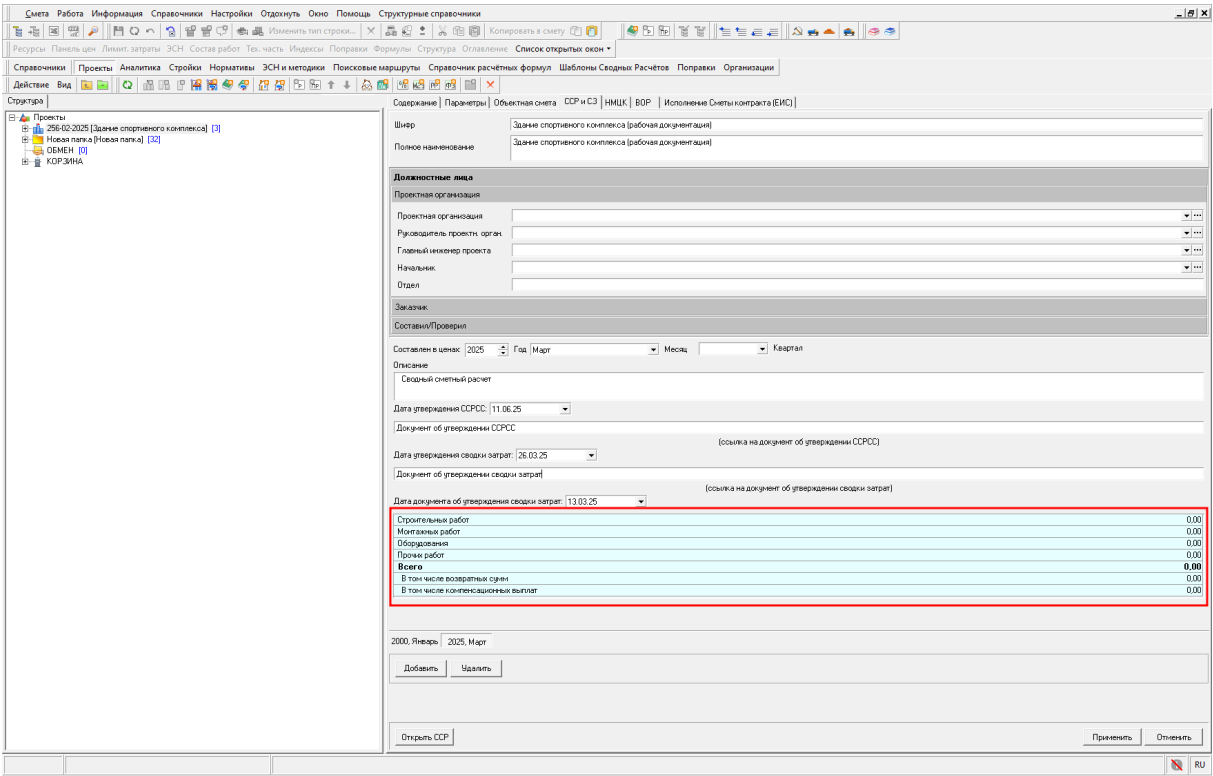 Смета Работа Информация Справочники Настройки Отдохнуть Окно Помощь Структурные справочники
Изменить тип строки... Копировать в смету
Ресурсы Панель цен Лимит. затраты ЭСН Состав работ Тех. часть Индексы Поправки Формулы Структура Оглавление Список открытых окон
Справочники Проекты Аналитика Стройки Нормативы ЭСН и методики Поисковые маршруты Справочник расчётных формул Шаблоны Сводных Расчётов Поправки Организации
Действие Вид
Структура
Проекты
256-02-2025 [Здание спортивного комплекса] [3]
Новая папка [Новая папка] [32]
ОБМЕН [0]
КОРЗИНА
Содержание Параметры Объектная смета ССР и СЗ НМЦК ВОР Исполнение Сметы контракта (ЕИС)
Шифр Здание спортивного комплекса (рабочая документация)
Полное наименование Здание спортивного комплекса (рабочая документация)
Должностные лица
Проектная организация
Проектная организация
Руководитель проектн. орган.
Главный инженер проекта
Начальник
Отдел
Заказчик
Составил/Проверил
Составлен в ценах 2025 Год Март Месяц Квартал
Описание
Сводный сметный расчет
Дата утверждения ССРСС: 11.06.25
Документ об утверждении ССРСС
(ссылка на документ об утверждении ССРСС)
Дата утверждения сводки затрат: 26.03.25
Документ об утверждении сводки затрат
(ссылка на документ об утверждении сводки затрат)
Дата документа об утверждения сводки затрат: 13.03.25
Строительных работ 0,00
Монтажных работ 0,00
Оборудования 0,00
Прочих работ 0,00
Всего 0,00
В том числе возвратных сумм 0,00
В том числе компенсационных выплат 0,00
2000, Январь 2025, Март
Добавить Удалить
Открыть ССР Применить Отменить
RU